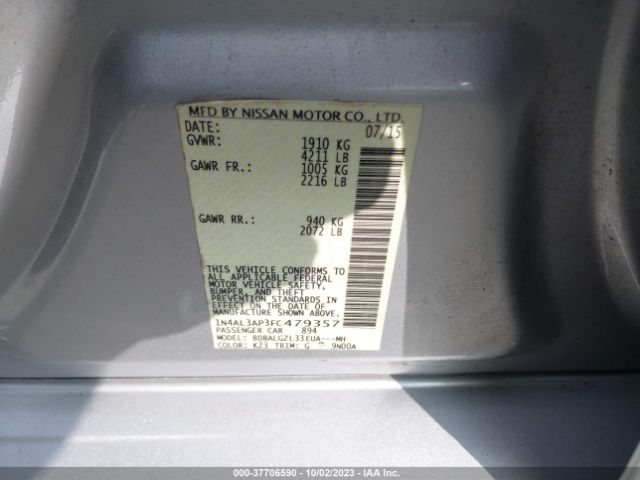 MFD BY NISSAN MOTOR CO., LTD.
DATE: 07/15
GVWR: 1910 KG
4211 LB
GAWR FR.: 1005 KG
2216 LB
GAWR RR.: 940 KG
2072 LB
THIS VEHICLE CONFORMS TO
ALL APPLICABLE FEDERAL
MOTOR VEHICLE SAFETY,
BUMPER, AND THEFT
PREVENTION STANDARDS IN
EFFECT ON THE DATE OF
MANUFACTURE SHOWN ABOVE.
1N4AL3AP3FC479357
PASSENGER CAR 894
MODEL: BDBALGZL33EUA---MH
COLOR: K23 TRIM: G 9N00A
000-37706590 - 10/02/2023 - IAA Inc.